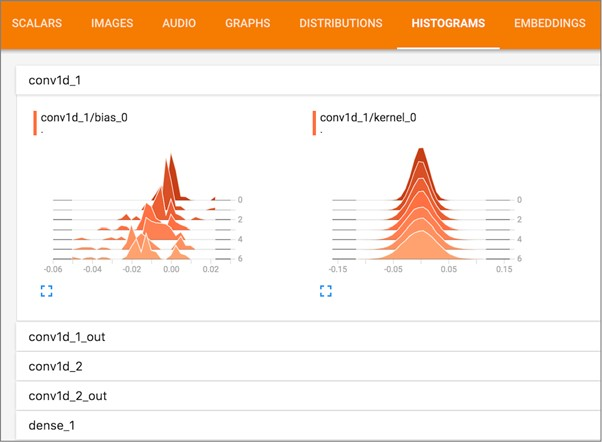 SCALARS IMAGES AUDIO GRAPHS DISTRIBUTIONS HISTOGRAMS EMBEDDINGS
conv1d_1
conv1d_1/bias_0 conv1d_1/kernel_0
. .
0 0
2 2
4 4
6 6
-0.06 -0.04 -0.02 0.00 0.02 -0.15 -0.05 0.05 0.15
conv1d_1_out
conv1d_2
conv1d_2_out
dense_1